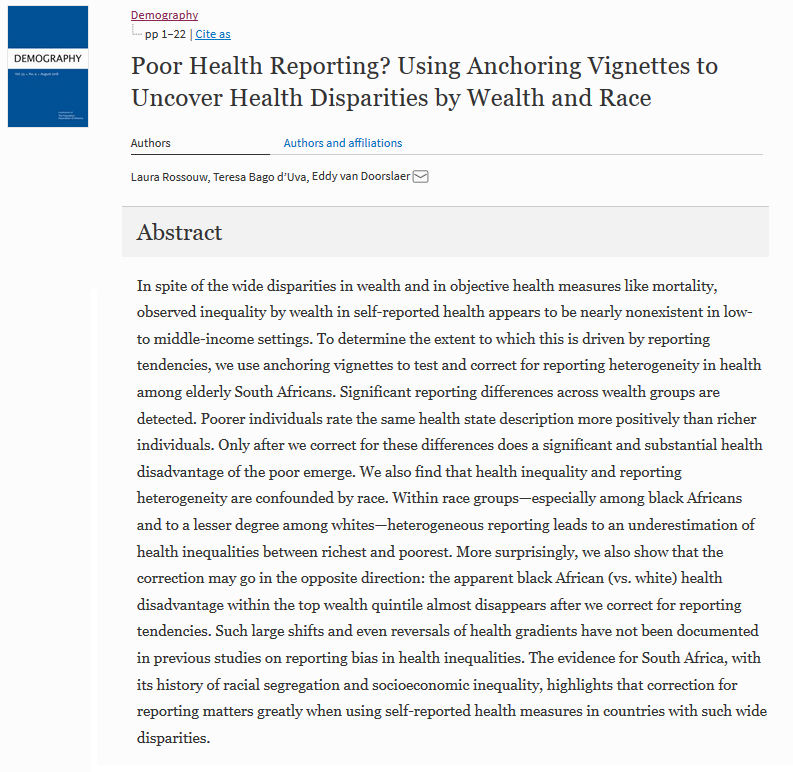 DEMOGRAPHY
Demography
pp 1–22 | Cite as
Poor Health Reporting? Using Anchoring Vignettes to
Uncover Health Disparities by Wealth and Race
Authors
Authors and affiliations
Laura Rossouw, Teresa Bago d’Uva, Eddy van Doorslaer
Abstract
In spite of the wide disparities in wealth and in objective health measures like mortality,
observed inequality by wealth in self-reported health appears to be nearly nonexistent in low-
to middle-income settings. To determine the extent to which this is driven by reporting
tendencies, we use anchoring vignettes to test and correct for reporting heterogeneity in health
among elderly South Africans. Significant reporting differences across wealth groups are
detected. Poorer individuals rate the same health state description more positively than richer
individuals. Only after we correct for these differences does a significant and substantial health
disadvantage of the poor emerge. We also find that health inequality and reporting
heterogeneity are confounded by race. Within race groups—especially among black Africans
and to a lesser degree among whites—heterogeneous reporting leads to an underestimation of
health inequalities between richest and poorest. More surprisingly, we also show that the
correction may go in the opposite direction: the apparent black African (vs. white) health
disadvantage within the top wealth quintile almost disappears after we correct for reporting
tendencies. Such large shifts and even reversals of health gradients have not been documented
in previous studies on reporting bias in health inequalities. The evidence for South Africa, with
its history of racial segregation and socioeconomic inequality, highlights that correction for
reporting matters greatly when using self-reported health measures in countries with such wide
disparities.